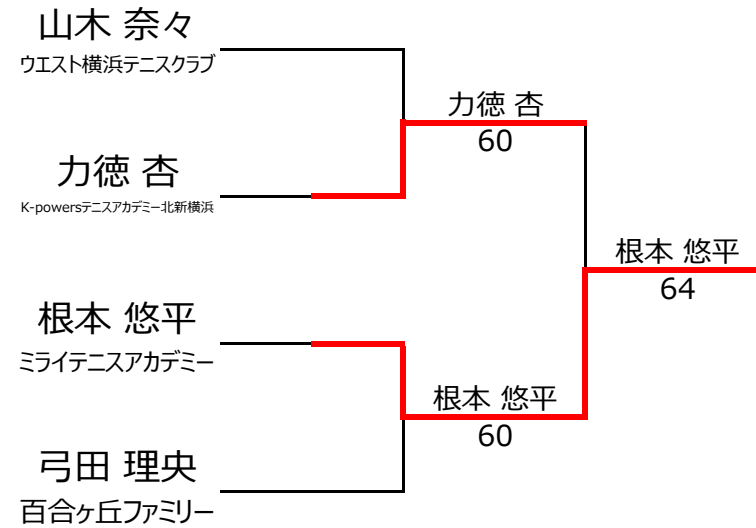 山木 奈々
ウエスト横浜テニスクラブ
力徳 杏
K-powersテニスアカデミー北新横浜
根本 悠平
ミライテニスアカデミー
弓田 理央
百合ヶ丘ファミリー
力徳 杏
60
根本 悠平
60
根本 悠平
64